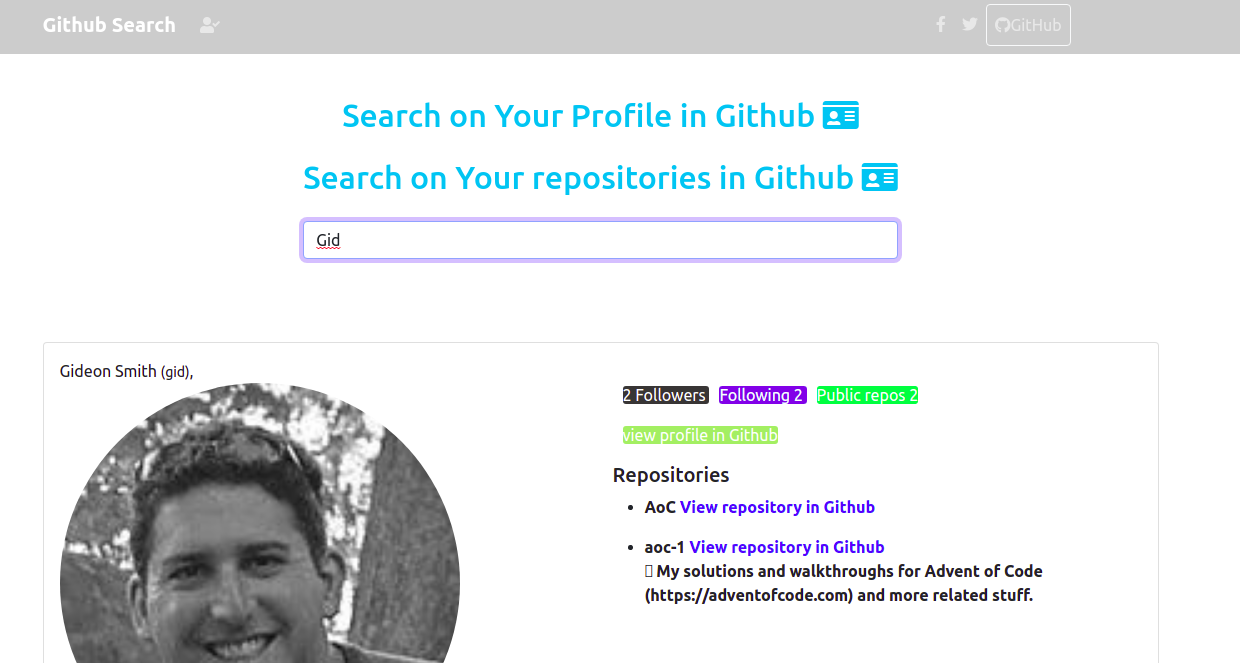 Github Search
GitHub
Search on Your Profile in Github
Search on Your repositories in Github
Gid
Gideon Smith (gid),
2 Followers Following 2 Public repos 2
view profile in Github
Repositories
• AoC View repository in Github
• aoc-1 View repository in Github
My solutions and walkthroughs for Advent of Code
(https://adventofcode.com) and more related stuff.